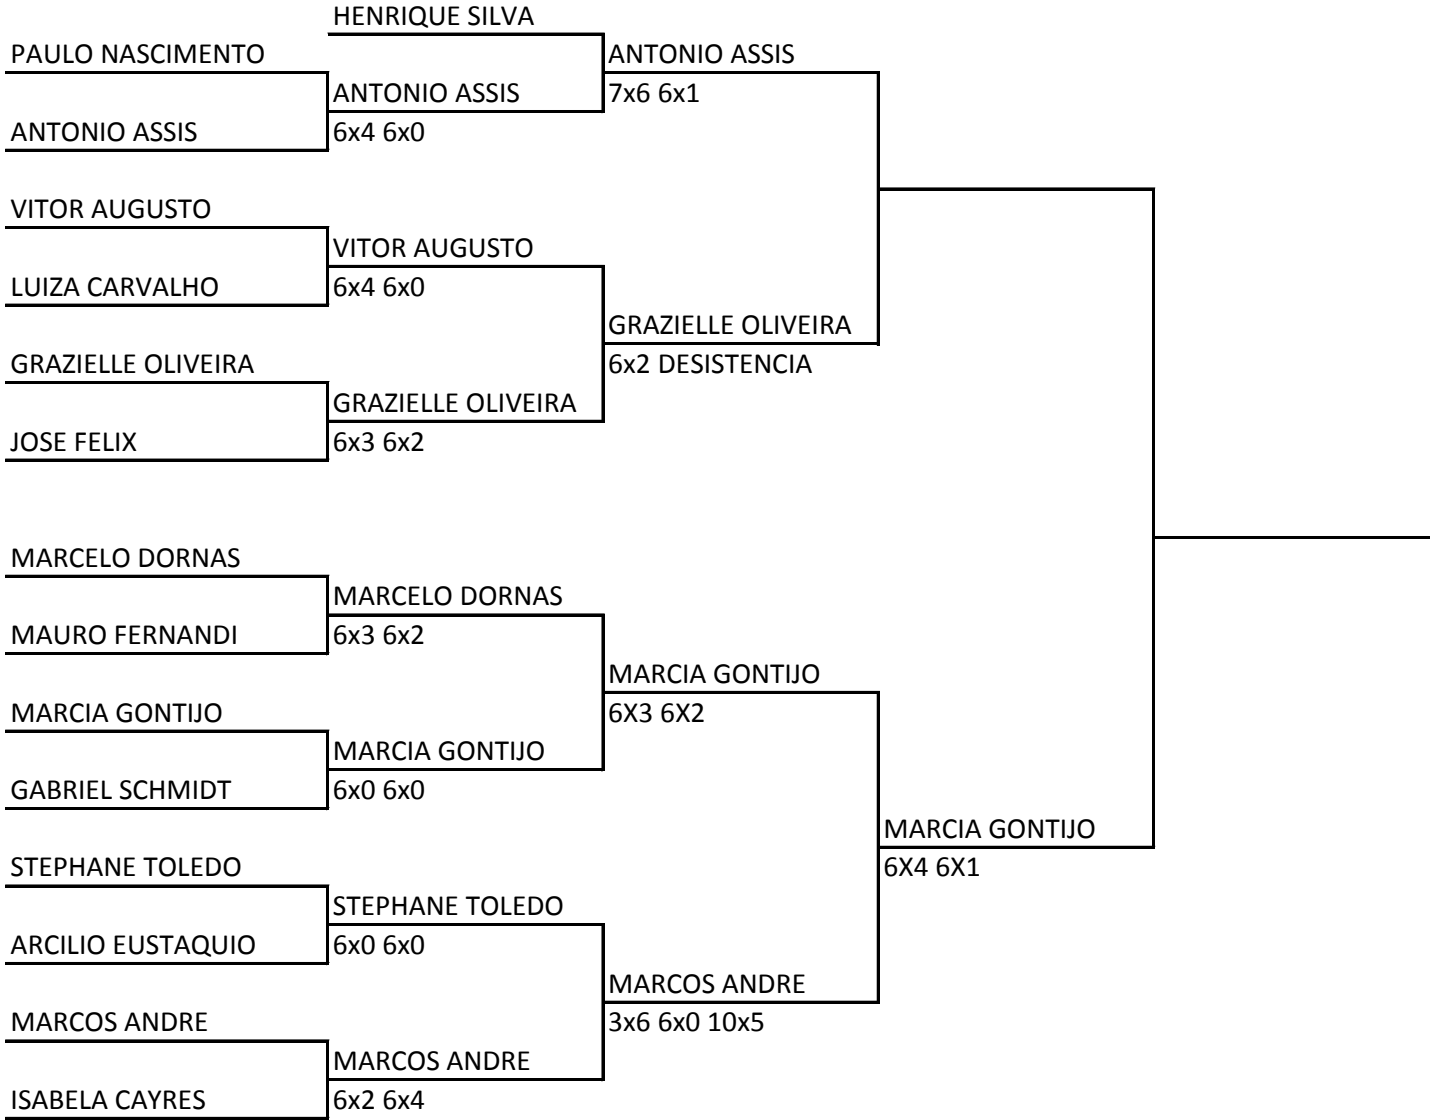 HENRIQUE SILVA
PAULO NASCIMENTO
ANTONIO ASSIS
ANTONIO ASSIS
7x6 6x1
ANTONIO ASSIS
6x4 6x0
VITOR AUGUSTO
VITOR AUGUSTO
LUIZA CARVALHO
6x4 6x0
GRAZIELLE OLIVEIRA
GRAZIELLE OLIVEIRA
6x2 DESISTENCIA
GRAZIELLE OLIVEIRA
JOSE FELIX
6x3 6x2
MARCELO DORNAS
MARCELO DORNAS
MAURO FERNANDI
6x3 6x2
MARCIA GONTIJO
MARCIA GONTIJO
6X3 6X2
MARCIA GONTIJO
GABRIEL SCHMIDT
6x0 6x0
MARCIA GONTIJO
STEPHANE TOLEDO
6X4 6X1
STEPHANE TOLEDO
ARCILIO EUSTAQUIO
6x0 6x0
MARCOS ANDRE
MARCOS ANDRE
3x6 6x0 10x5
MARCOS ANDRE
ISABELA CAYRES
6x2 6x4